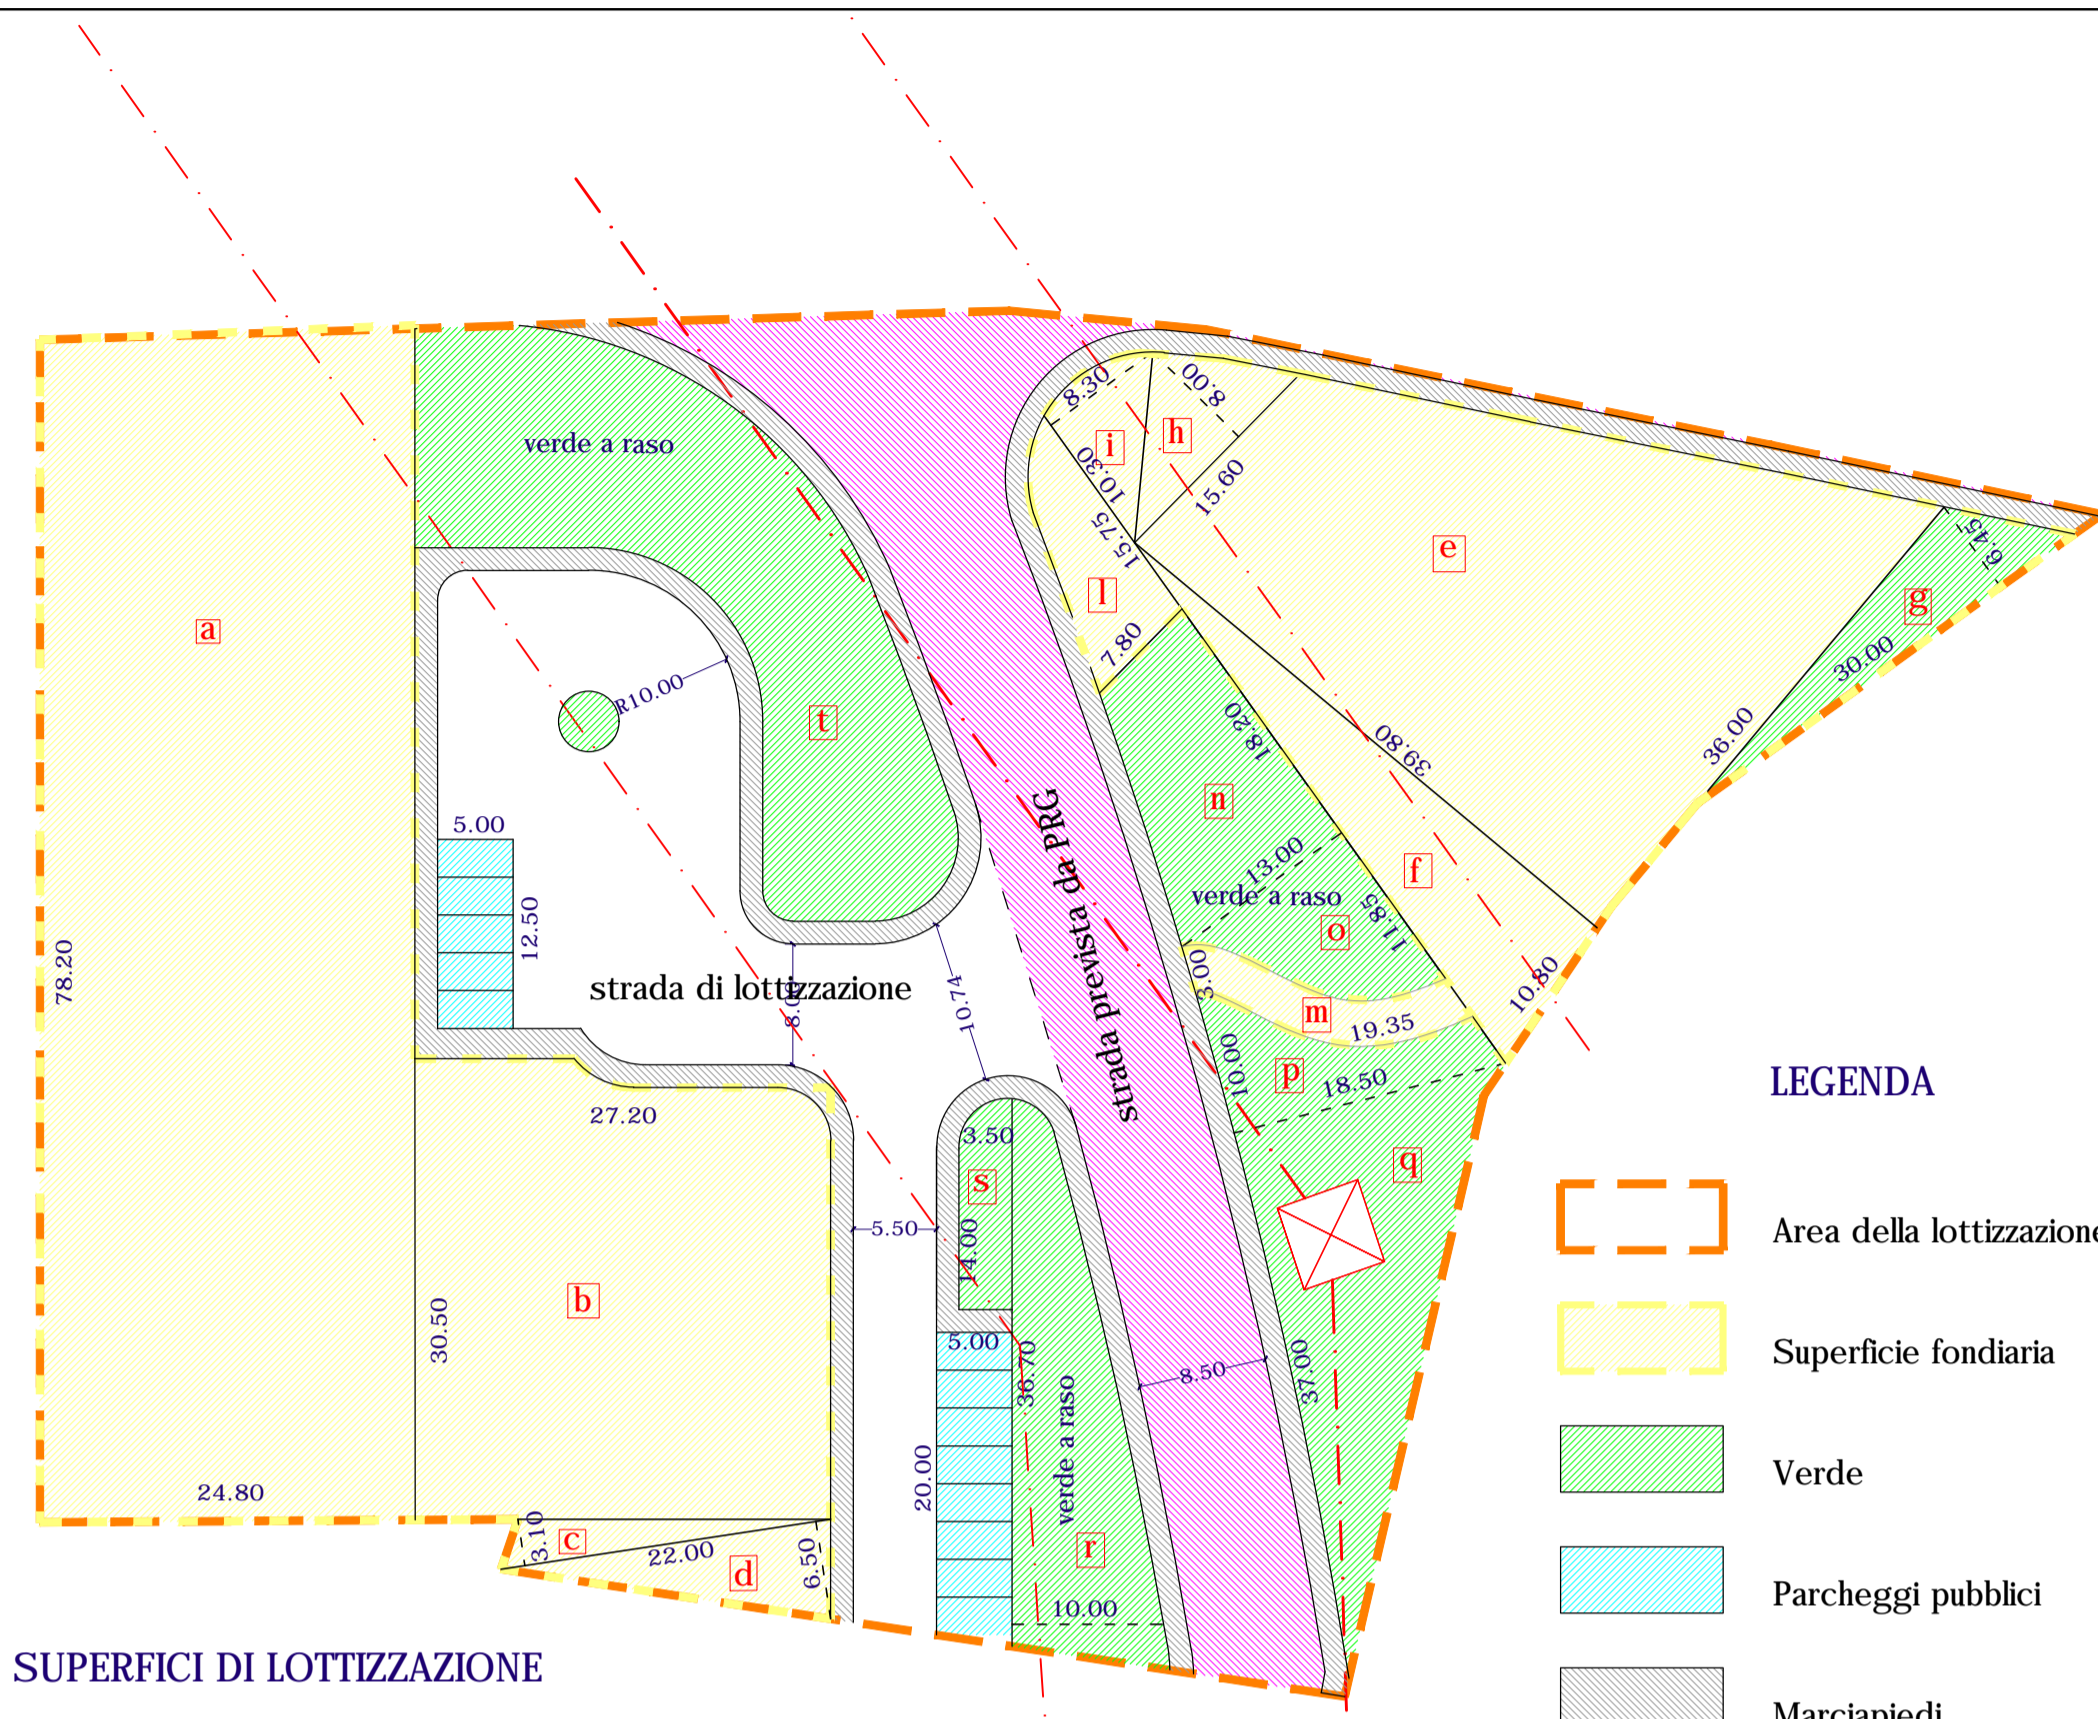 8.30
8.00
verde a raso
i
h
10.30
15.60
15.75
e
6.45
l
g
a
7.80
30.00
R10.00
t
18.20
39.80
36.00
n
5.00
strada prevista da PRG
13.00
f
verde a raso
12.50
11.85
o
78.20
strada di lottizzazione
8.00
10.74
3.00
10.80
m
19.35
10.00
p
18.50
LEGENDA
27.20
3.50
s
q
5.50
14.00
Area della lottizzazione
b
30.50
5.00
36.70
8.50
37.00
Superficie fondiaria
verde a raso
20.00
Verde
24.80
3.10
c
22.00
6.50
d
r
10.00
Parcheggi pubblici
SUPERFICI DI LOTTIZZAZIONE
Marciapiedi